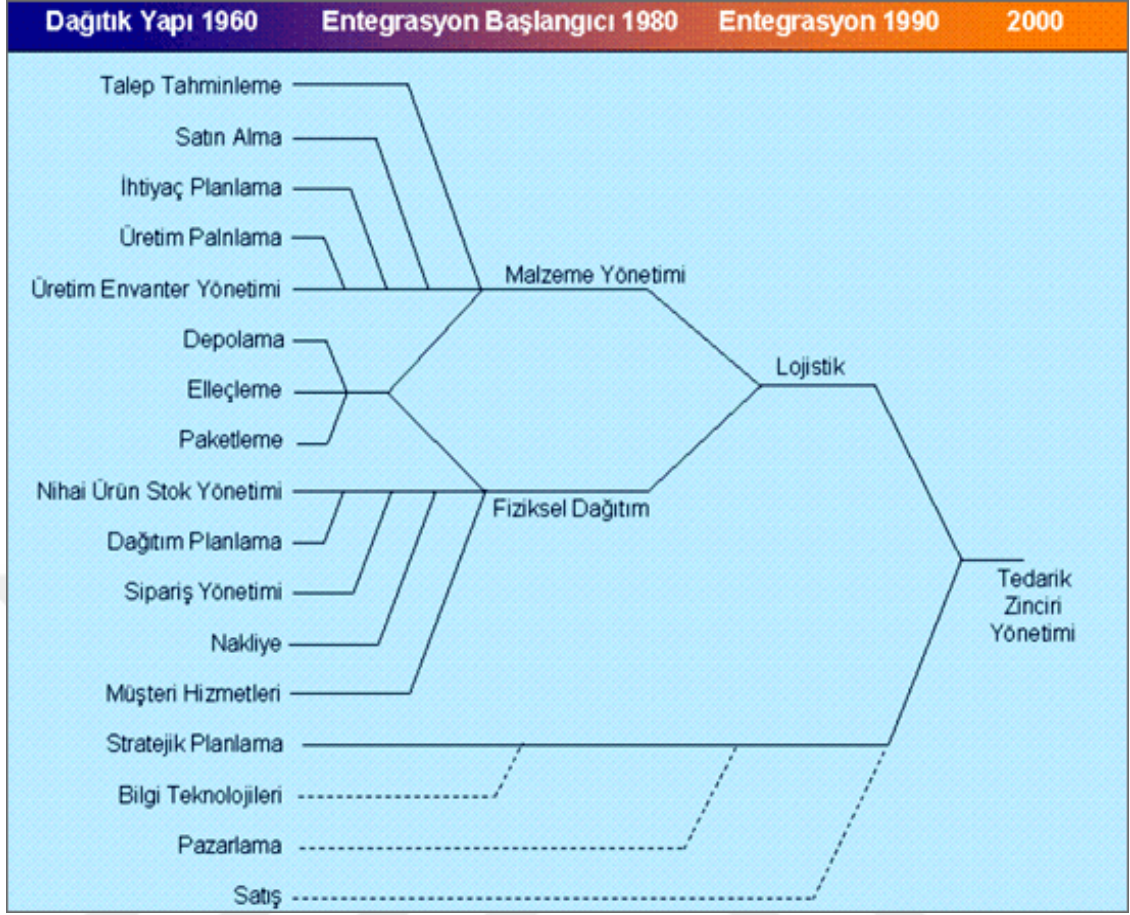 Dağıtık Yapı 1960 Entegrasyon Başlangıcı 1980 Entegrasyon 1990 2000
Talep Tahminleme
Satın Alma
İhtiyaç Planlama
Üretim Palnlama
Üretim Envanter Yönetimi
Malzeme Yönetimi
Depolama
Elleçleme
Paketleme
Lojistik
Nihai Ürün Stok Yönetimi
Fiziksel Dağıtım
Dağıtım Planlama
Sipariş Yönetimi
Nakliye
Müşteri Hizmetleri
Tedarik
Zinciri
Yönetimi
Stratejik Planlama
Bilgi Teknolojileri
Pazarlama
Satış